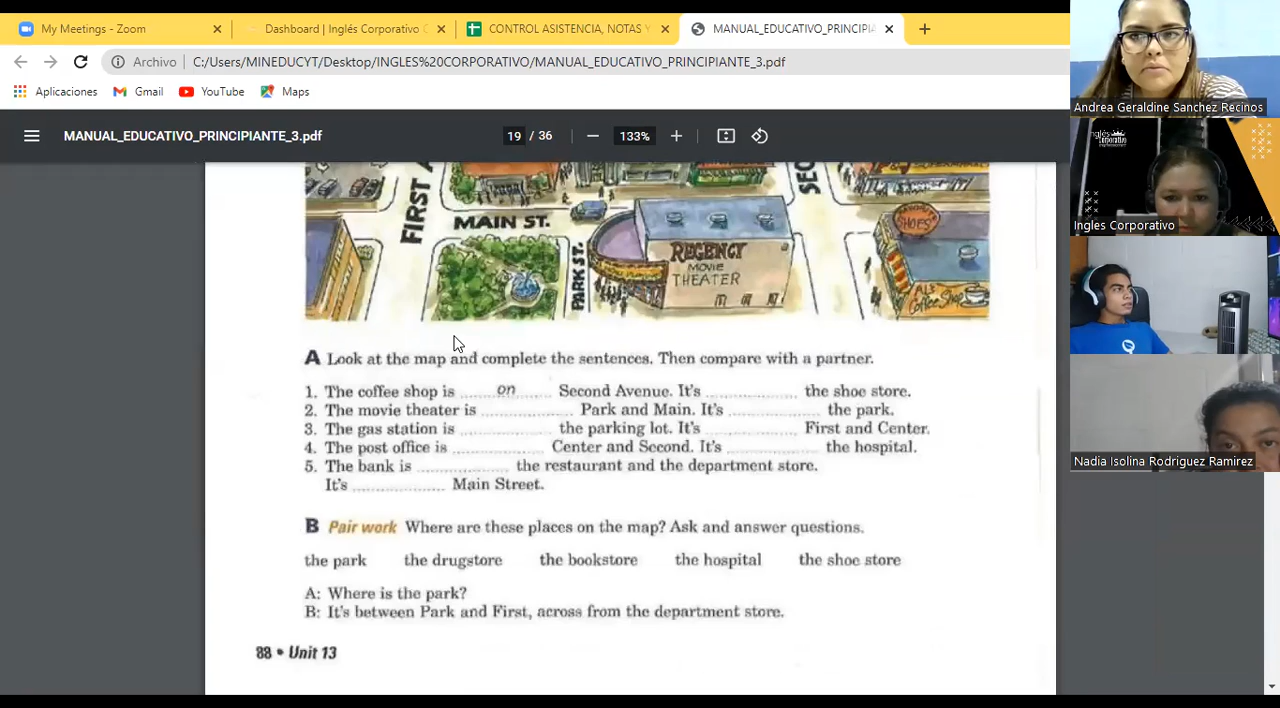 My Meetings - Zoom
Dashboard | Inglés Corporativo
CONTROL ASISTENCIA, NOTAS Y
MANUAL_EDUCATIVO_PRINCIPIA
Archivo
C:/Users/MINEDUCYT/Desktop/INGLES%20CORPORATIVO/MANUAL_EDUCATIVO_PRINCIPIANTE_3.pdf
Aplicaciones
Gmail
YouTube
Maps
MANUAL_EDUCATIVO_PRINCIPIANTE_3.pdf
19 / 36
133%
FIRST A
MAIN ST.
PARK ST.
REGENCY
MOVIE
THEATER
SEC
SHOES
AL'S
Coffee Shop
A Look at the map and complete the sentences. Then compare with a partner.
1. The coffee shop is ......on...... Second Avenue. It's .................. the shoe store.
2. The movie theater is .................. Park and Main. It's .................. the park.
3. The gas station is .................. the parking lot. It's .................. First and Center.
4. The post office is .................. Center and Second. It's .................. the hospital.
5. The bank is .................. the restaurant and the department store.
It's .................. Main Street.
B Pair work Where are these places on the map? Ask and answer questions.
the park the drugstore the bookstore the hospital the shoe store
A: Where is the park?
B: It's between Park and First, across from the department store.
88 • Unit 13
Andrea Geraldine Sanchez Recinos
Inglés
Corporativo
Ingles Corporativo
Nadia Isolina Rodriguez Ramirez